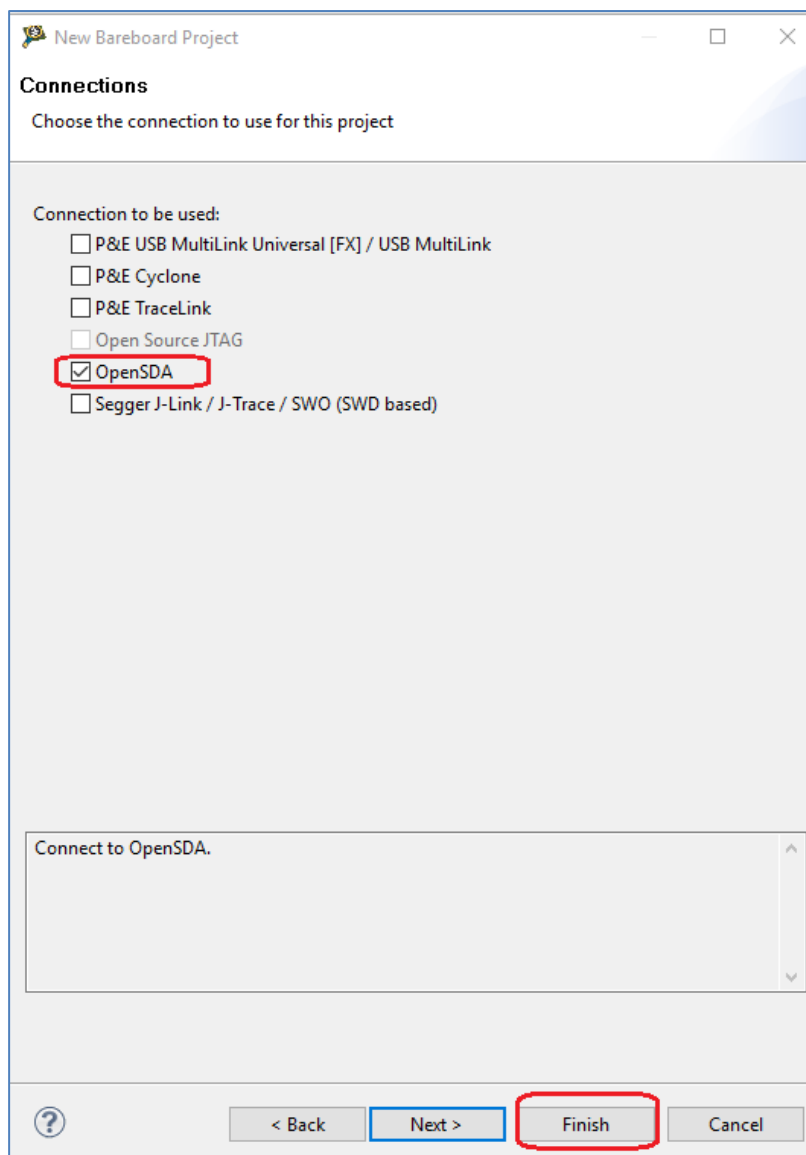 New Bareboard Project
Connections
Choose the connection to use for this project
Connection to be used:
P&E USB MultiLink Universal [FX] / USB MultiLink
P&E Cyclone
P&E TraceLink
Open Source JTAG
OpenSDA
Segger J-Link / J-Trace / SWO (SWD based)
Connect to OpenSDA.
? < Back Next > Finish Cancel